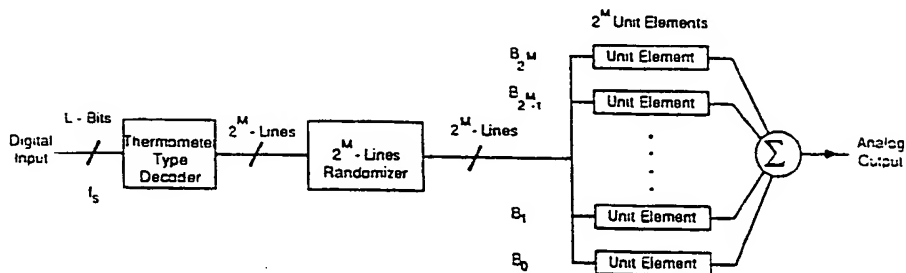 2^M Unit Elements
B_2^M
Unit Element
B_2^M-1
Unit Element
L - Bits
2^M - Lines
2^M - Lines
Digital
Input
Thermomete
Type
Decoder
2^M - Lines
Randomizer
Σ
Analog
Output
f_s
B_1
Unit Element
B_0
Unit Element